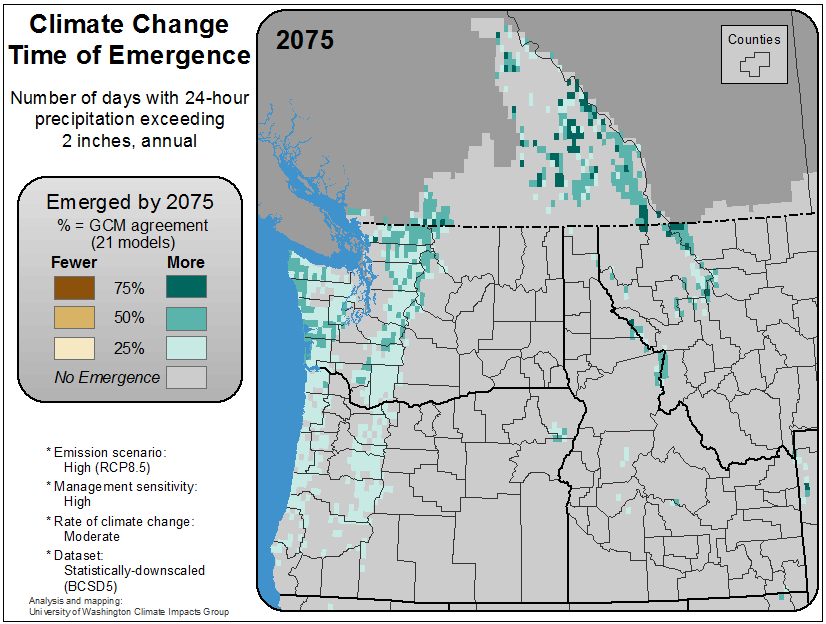 Climate Change
Time of Emergence
Number of days with 24-hour
precipitation exceeding
2 inches, annual
Emerged by 2075
% = GCM agreement
(21 models)
Fewer More
75%
50%
25%
No Emergence
* Emission scenario:
High (RCP8.5)
* Management sensitivity:
High
* Rate of climate change:
Moderate
* Dataset:
Statistically-downscaled
(BCSD5)
Analysis and mapping:
University of Washington Climate Impacts Group
2075
Counties